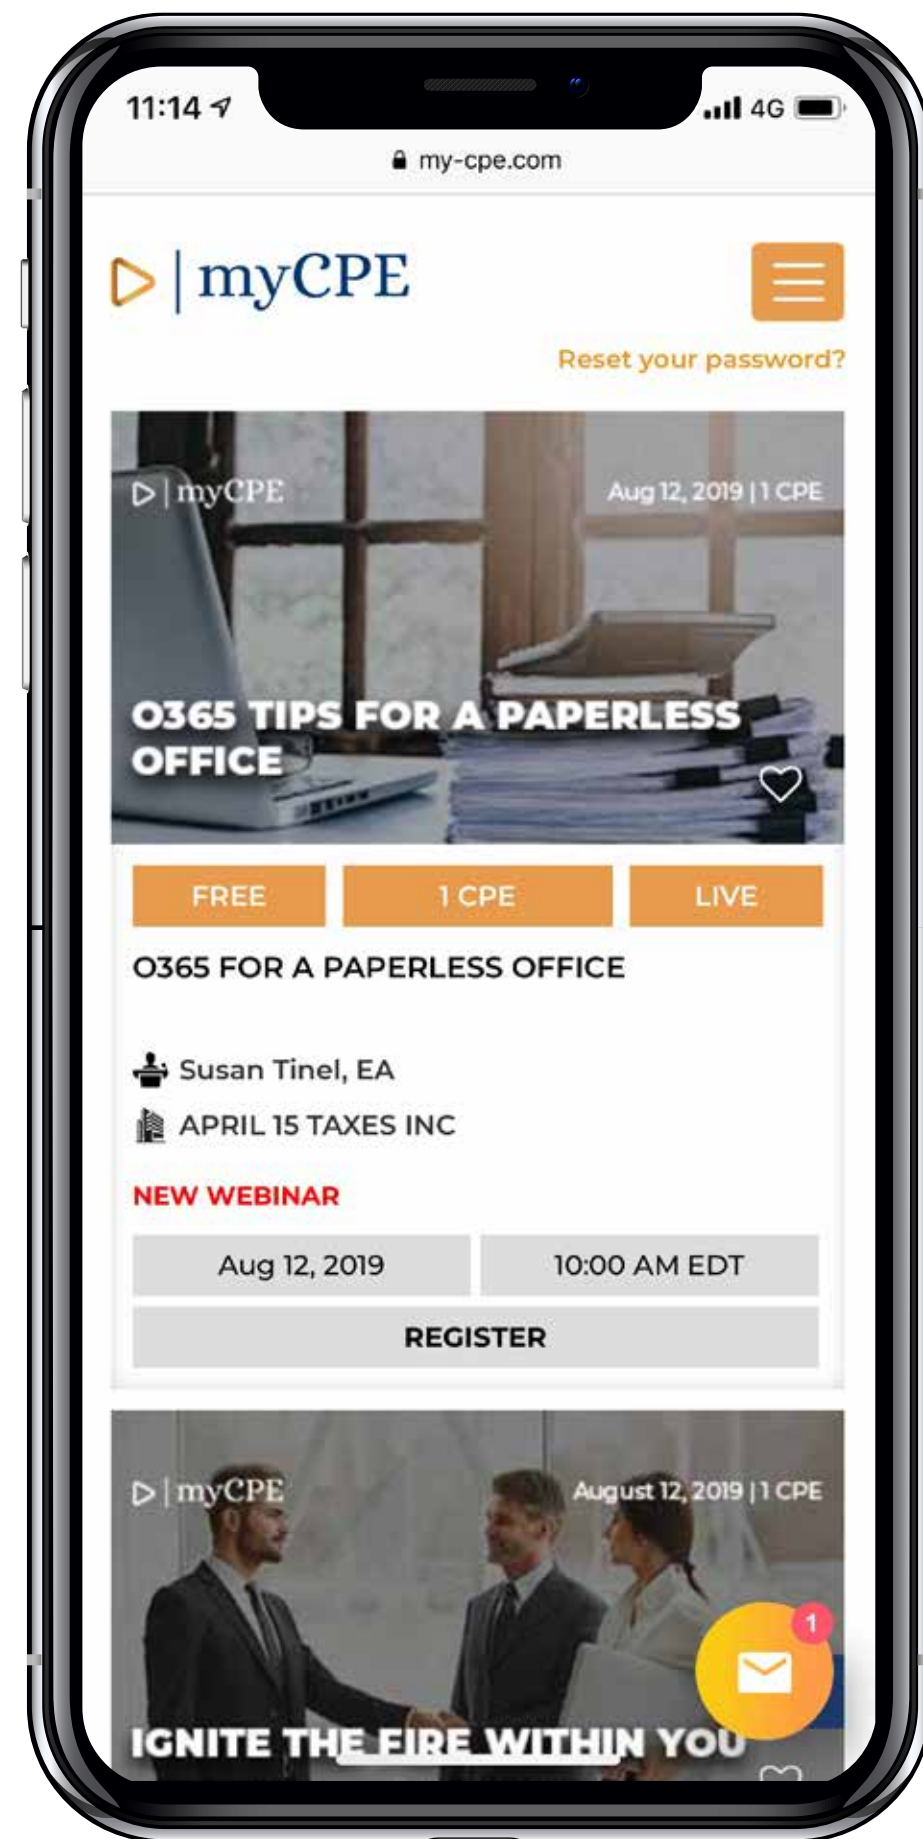 11:14
4G
my-cpe.com
myCPE
Reset your password?
myCPE
Aug 12, 2019 | 1 CPE
O365 TIPS FOR A PAPERLESS
OFFICE
FREE
1 CPE
LIVE
O365 FOR A PAPERLESS OFFICE
Susan Tinel, EA
APRIL 15 TAXES INC
NEW WEBINAR
Aug 12, 2019
10:00 AM EDT
REGISTER
myCPE
August 12, 2019 | 1 CPE
1
IGNITE THE FIRE WITHIN YOU